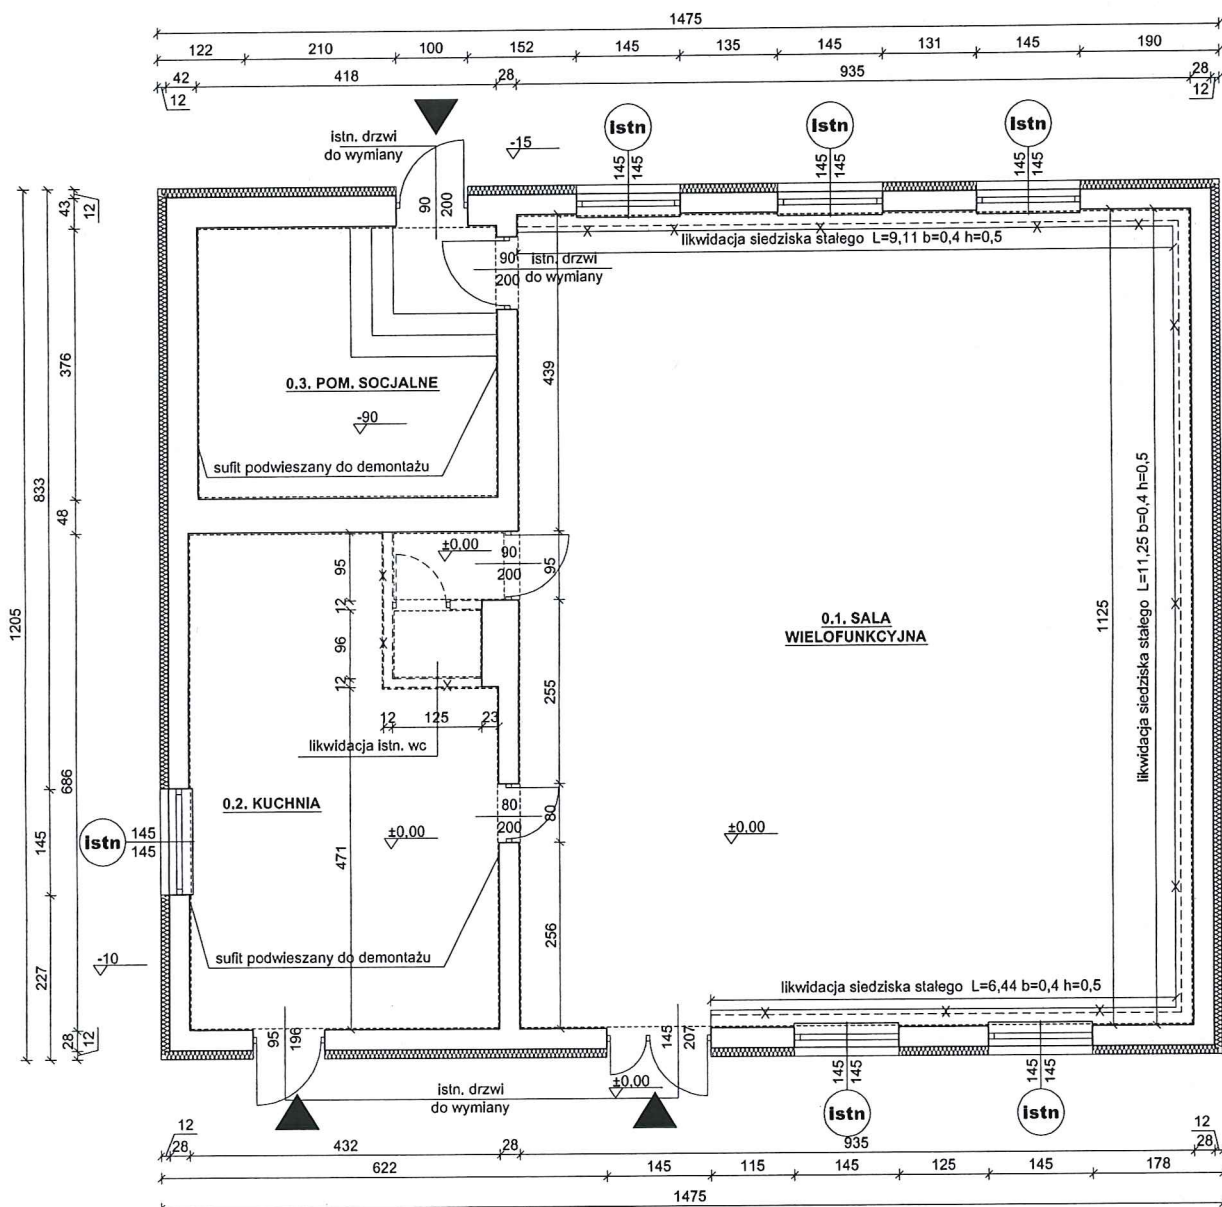 1475
122 210 100 152 145 135 145 131 145 190
42 418 28 935 28
12 12
istn. drzwi
do wymiany
-15
Istn
Istn
Istn
145
145
145
145
145
145
90
200
43
12
likwidacja siedziska stałego L=9,11 b=0,4 h=0,5
90
200
istn. drzwi
do wymiany
376
439
0.3. POM. SOCJALNE
-90
sufit podwieszany do demontażu
833
48
likwidacja siedziska stałego L=11,25 b=0,4 h=0,5
1125
±0,00
90
200
95
95
12
96
12
1205
0.1. SALA
WIELOFUNKCYJNA
255
12 125 23
likwidacja istn. wc
686
0.2. KUCHNIA
80
200
80
±0,00
±0,00
Istn
145
145
145
471
256
sufit podwieszany do demontażu
-10
227
likwidacja siedziska stałego L=6,44 b=0,4 h=0,5
28
12
95
196
145
207
±0,00
istn. drzwi
do wymiany
145
145
145
145
Istn
Istn
12 12
28 432 28 935 28
622 145 115 145 125 145 178
1475